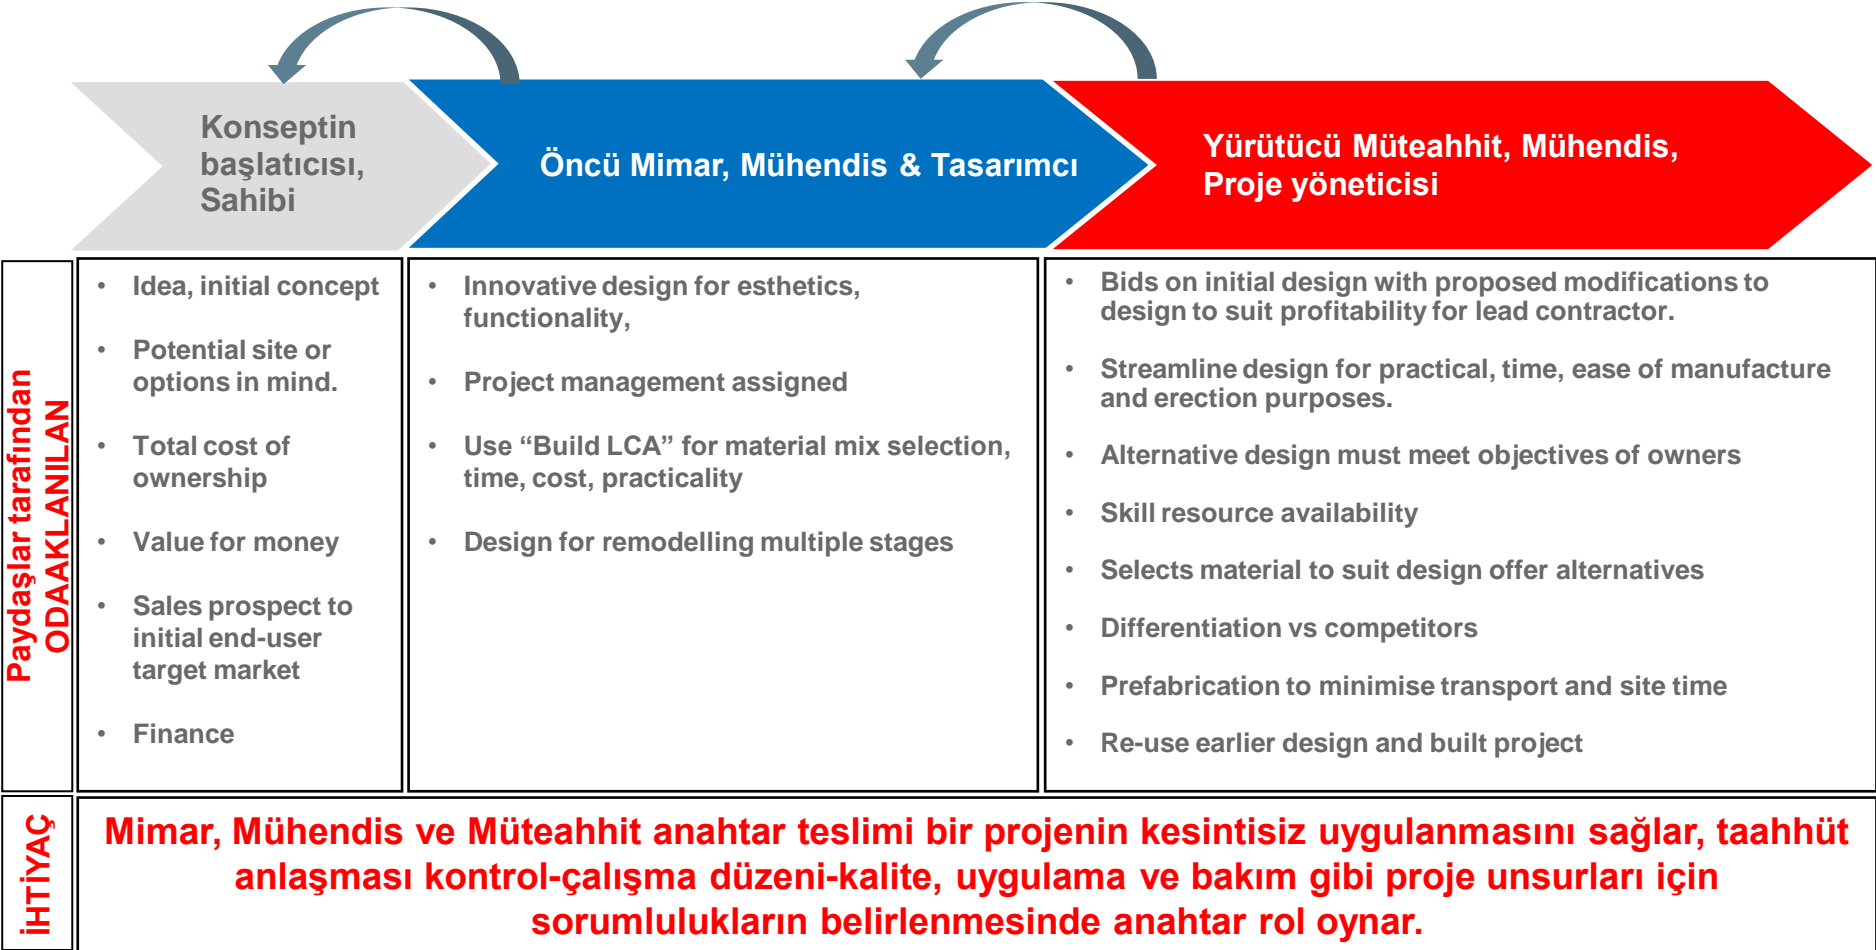 Konseptin
başlatıcısı,
Sahibi
Öncü Mimar, Mühendis & Tasarımcı
Yürütücü Müteahhit, Mühendis,
Proje yöneticisi
Paydaşlar tarafından
ODAAKLANILAN
• Idea, initial concept
• Potential site or
options in mind.
• Total cost of
ownership
• Value for money
• Sales prospect to
initial end-user
target market
• Finance
• Innovative design for esthetics,
functionality,
• Project management assigned
• Use “Build LCA” for material mix selection,
time, cost, practicality
• Design for remodelling multiple stages
• Bids on initial design with proposed modifications to
design to suit profitability for lead contractor.
• Streamline design for practical, time, ease of manufacture
and erection purposes.
• Alternative design must meet objectives of owners
• Skill resource availability
• Selects material to suit design offer alternatives
• Differentiation vs competitors
• Prefabrication to minimise transport and site time
• Re-use earlier design and built project
İHTİYAÇ
Mimar, Mühendis ve Müteahhit anahtar teslimi bir projenin kesintisiz uygulanmasını sağlar, taahhüt
anlaşması kontrol-çalışma düzeni-kalite, uygulama ve bakım gibi proje unsurları için
sorumlulukların belirlenmesinde anahtar rol oynar.